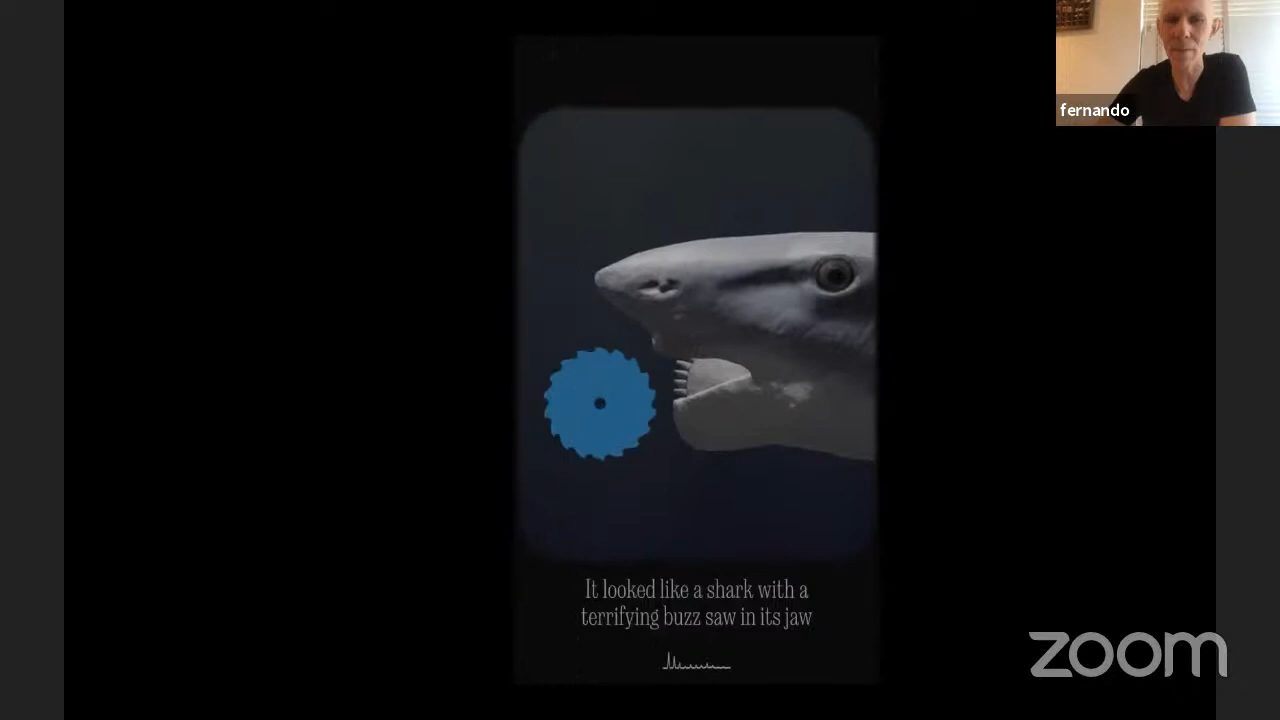 fernando
It looked like a shark with a
terrifying buzz saw in its jaw
zoom